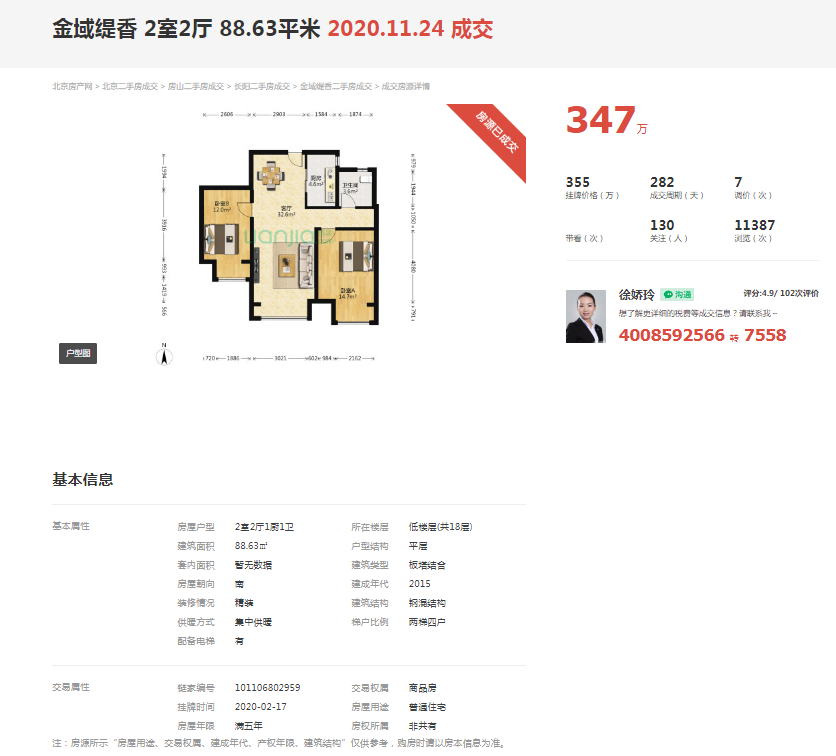 金域缇香 2室2厅 88.63平米 2020.11.24 成交
北京房产网 > 北京二手房成交 > 房山二手房成交 > 长阳二手房成交 > 金域缇香二手房成交 > 成交房源详情
房源已成交
2606 2903 1584 1874
厨房
4.6m²
卫生间
3.6m²
卧室B
12.0m²
客厅
32.6m²
lianjia
卧室A
14.7m²
720 1886 3021 602 984 2162
户型图
N
347万
355 282 7
挂牌价格（万） 成交周期（天） 调价（次）
130 11387
带看（次） 关注（人） 浏览（次）
徐娇玲 沟通 评分:4.9/ 102次评价
想了解更详细的税费等成交信息？请联系我~
4008592566 转 7558
基本信息
基本属性 房屋户型 2室2厅1厨1卫 所在楼层 低楼层(共18层)
建筑面积 88.63㎡ 户型结构 平层
套内面积 暂无数据 建筑类型 板塔结合
房屋朝向 南 建成年代 2015
装修情况 精装 建筑结构 钢混结构
供暖方式 集中供暖 梯户比例 两梯四户
配备电梯 有
交易属性 链家编号 101106802959 交易权属 商品房
挂牌时间 2020-02-17 房屋用途 普通住宅
房屋年限 满五年 房权所属 非共有
注：房源所示“房屋用途、交易权属、建成年代、产权年限、建筑结构”仅供参考，购房时请以房本信息为准。